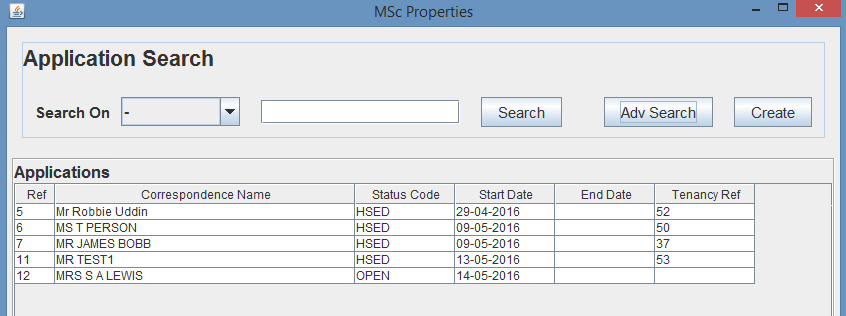 MSc Properties
Application Search
Search On - Search Adv Search Create
Applications
Ref Correspondence Name Status Code Start Date End Date Tenancy Ref
5 Mr Robbie Uddin HSED 29-04-2016 52
6 MS T PERSON HSED 09-05-2016 50
7 MR JAMES BOBB HSED 09-05-2016 37
11 MR TEST1 HSED 13-05-2016 53
12 MRS S A LEWIS OPEN 14-05-2016